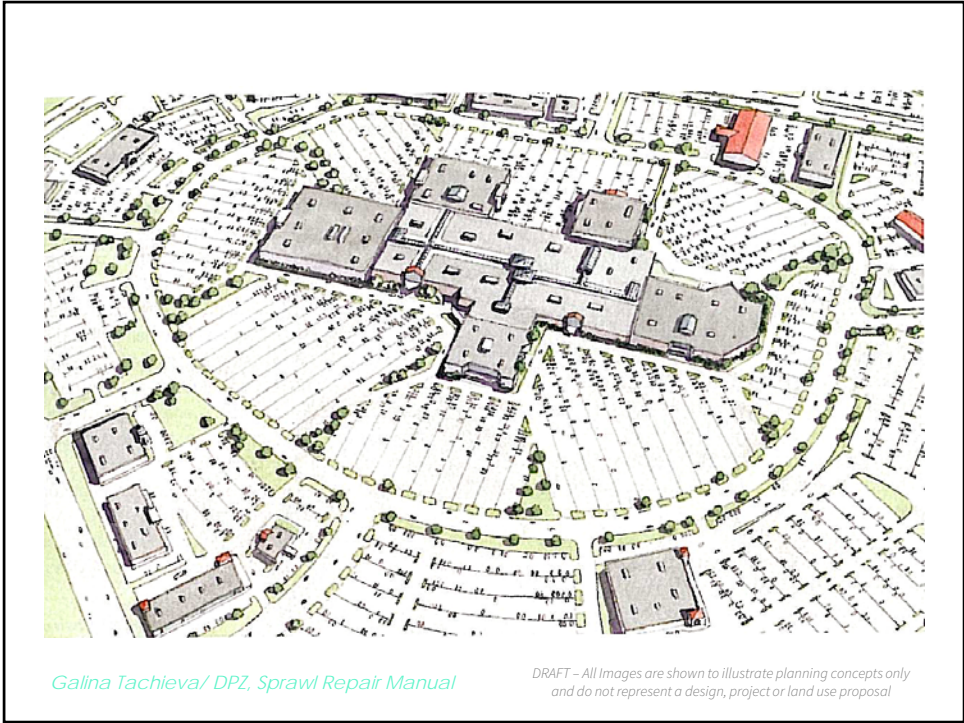 Galina Tachieva/ DPZ, Sprawl Repair Manual
DRAFT – All Images are shown to illustrate planning concepts only
and do not represent a design, project or land use proposal